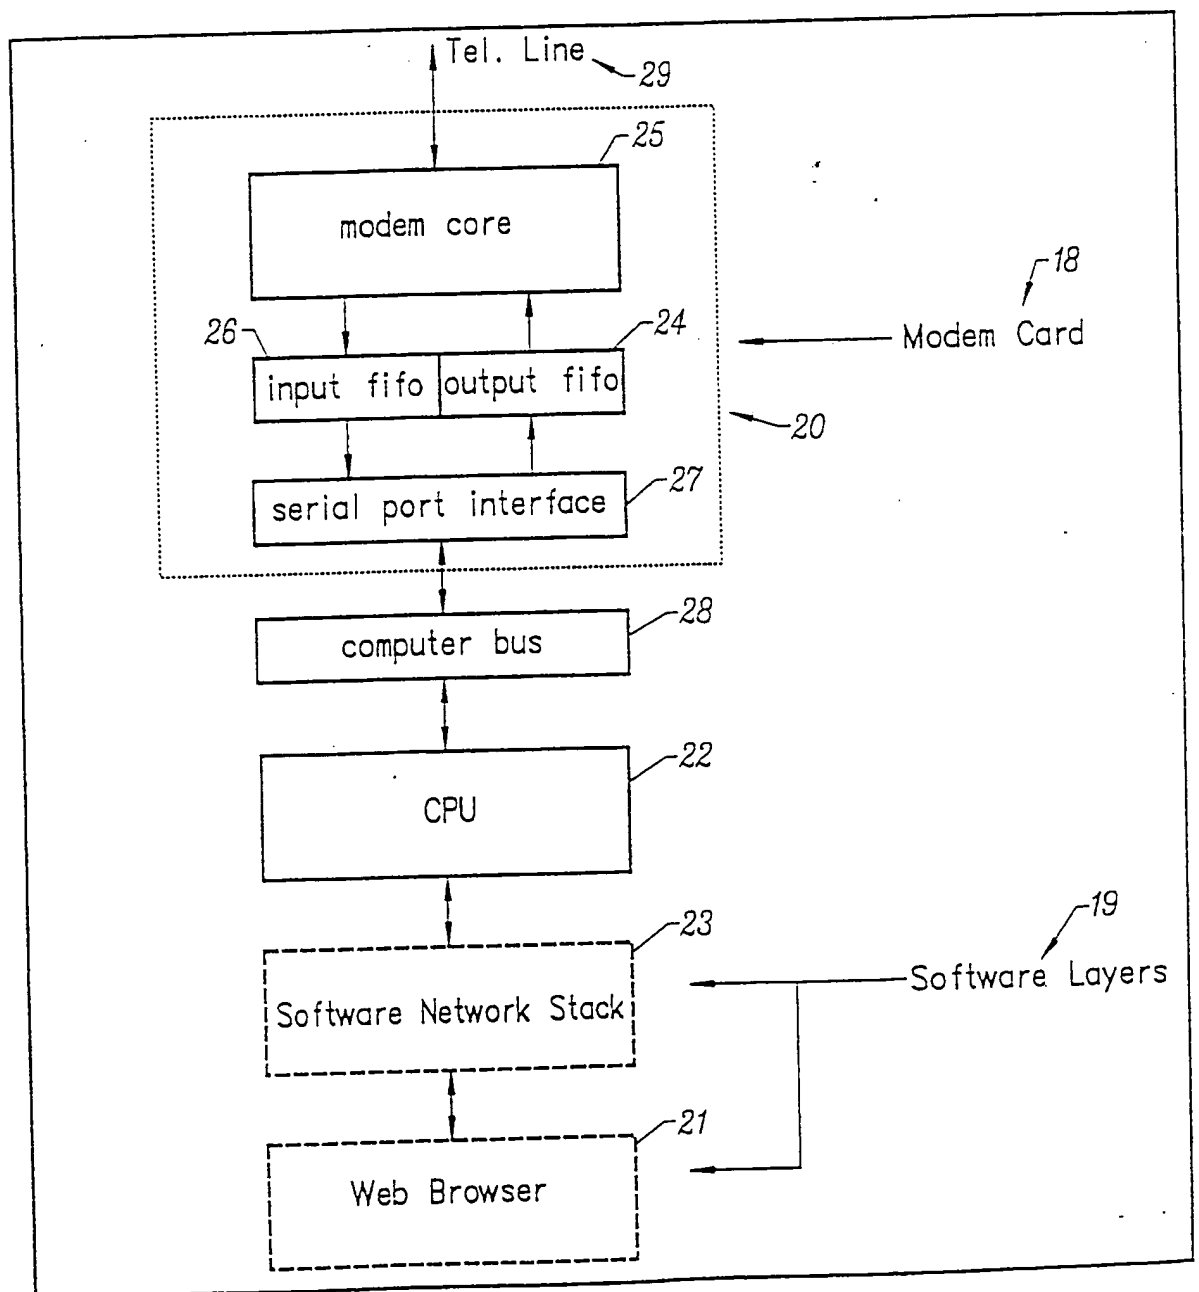 Tel. Line
29
25
modem core
18
Modem Card
26
24
input fifo
output fifo
20
27
serial port interface
28
computer bus
22
CPU
23
19
Software Layers
Software Network Stack
21
Web Browser